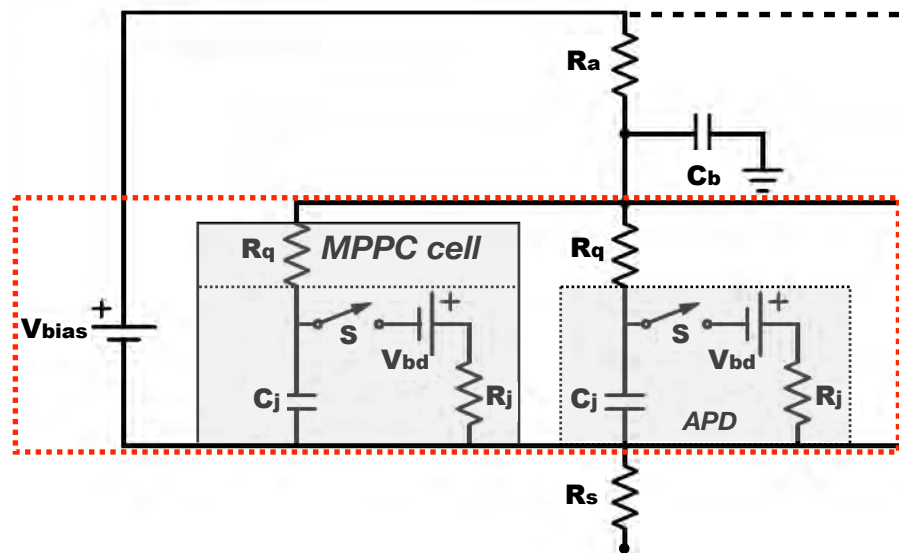 Ra
Cb
Rq
MPPC cell
Rq
+
Vbias
S
+
Vbd
S
+
Vbd
Cj
Rj
Cj
Rj
APD
Rs